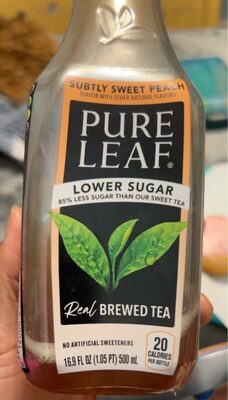 SUBTLY SWEET PEACH
FLAVOR WITH OTHER NATURAL FLAVORS
PURE
LEAF®
LOWER SUGAR
85% LESS SUGAR THAN OUR SWEET TEA
Real BREWED TEA
NO ARTIFICIAL SWEETENERS
20
CALORIES
PER BOTTLE
16.9 FL OZ (1.05 PT) 500 mL